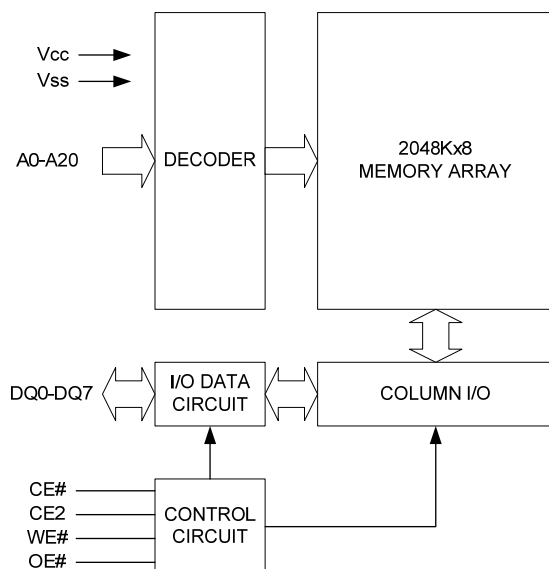 Vcc
Vss
A0-A20
DECODER
2048Kx8
MEMORY ARRAY
DQ0-DQ7
I/O DATA
CIRCUIT
COLUMN I/O
CE#
CE2
WE#
OE#
CONTROL
CIRCUIT